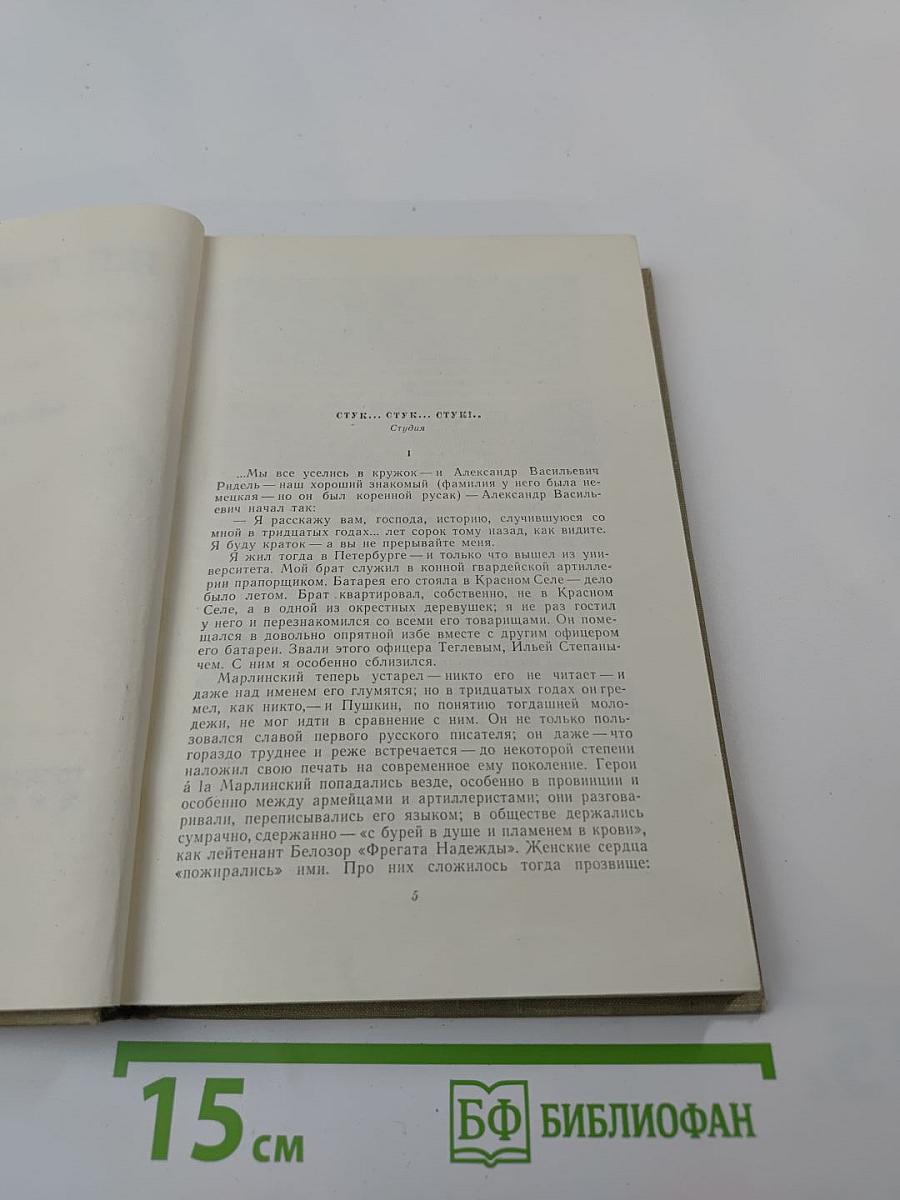 СТУК... СТУК... СТУК!..
Студия
I
...Мы все уселись в кружок — и Александр Васильевич
Ридель — наш хороший знакомый (фамилия у него была не-
мецкая — но он был коренной русак) — Александр Василь-
евич начал так:
— Я расскажу вам, господа, историю, случившуюся со
мной в тридцатых годах... лет сорок тому назад, как видите.
Я буду краток — а вы не прерывайте меня.
Я жил тогда в Петербурге — и только что вышел из уни-
верситета. Мой брат служил в конной гвардейской артилле-
рии прапорщиком. Батарея его стояла в Красном Селе — дело
было летом. Брат квартировал, собственно, не в Красном
Селе, а в одной из окрестных деревушек; я не раз гостил
у него и перезнакомился со всеми его товарищами. Он поме-
щался в довольно опрятной избе вместе с другим офицером
его батареи. Звали этого офицера Теглевым, Ильей Степаны-
чем. С ним я особенно сблизился.
Марлинский теперь устарел — никто его не читает — и
даже над именем его глумятся; но в тридцатых годах он гре-
мел, как никто,— и Пушкин, по понятию тогдашней моло-
дежи, не мог идти в сравнение с ним. Он не только поль-
зовался славой первого русского писателя; он даже — что
гораздо труднее и реже встречается — до некоторой степени
наложил свою печать на современное ему поколение. Герои
á la Марлинский попадались везде, особенно в провинции и
особенно между армейцами и артиллеристами; они разгова-
ривали, переписывались его языком; в обществе держались
сумрачно, сдержанно — «с бурей в душе и пламенем в крови»,
как лейтенант Белозор «Фрегата Надежды». Женские сердца
«пожирались» ими. Про них сложилось тогда прозвище:
5
15 см
БФ БИБЛИОФАН